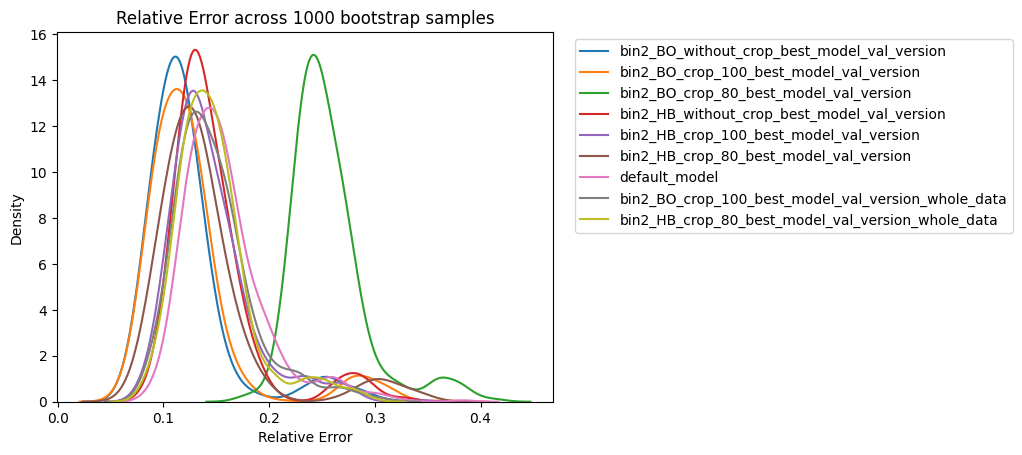 Relative Error across 1000 bootstrap samples
16
14
12
10
8
6
4
2
0
Density
0.0
0.1
0.2
0.3
0.4
Relative Error
bin2_BO_without_crop_best_model_val_version
bin2_BO_crop_100_best_model_val_version
bin2_BO_crop_80_best_model_val_version
bin2_HB_without_crop_best_model_val_version
bin2_HB_crop_100_best_model_val_version
bin2_HB_crop_80_best_model_val_version
default_model
bin2_BO_crop_100_best_model_val_version_whole_data
bin2_HB_crop_80_best_model_val_version_whole_data